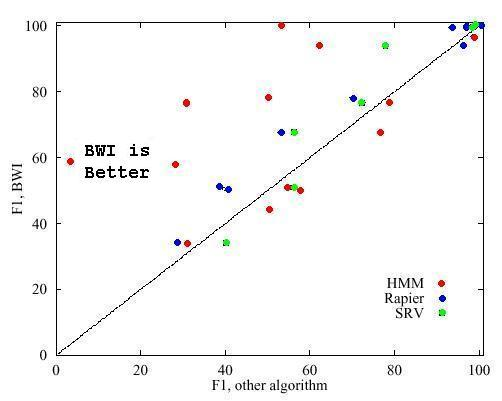 100
80
60
40
20
0
F1, BWI
BWI is
Better
HMM
Rapier
SRV
0 20 40 60 80 100
F1, other algorithm